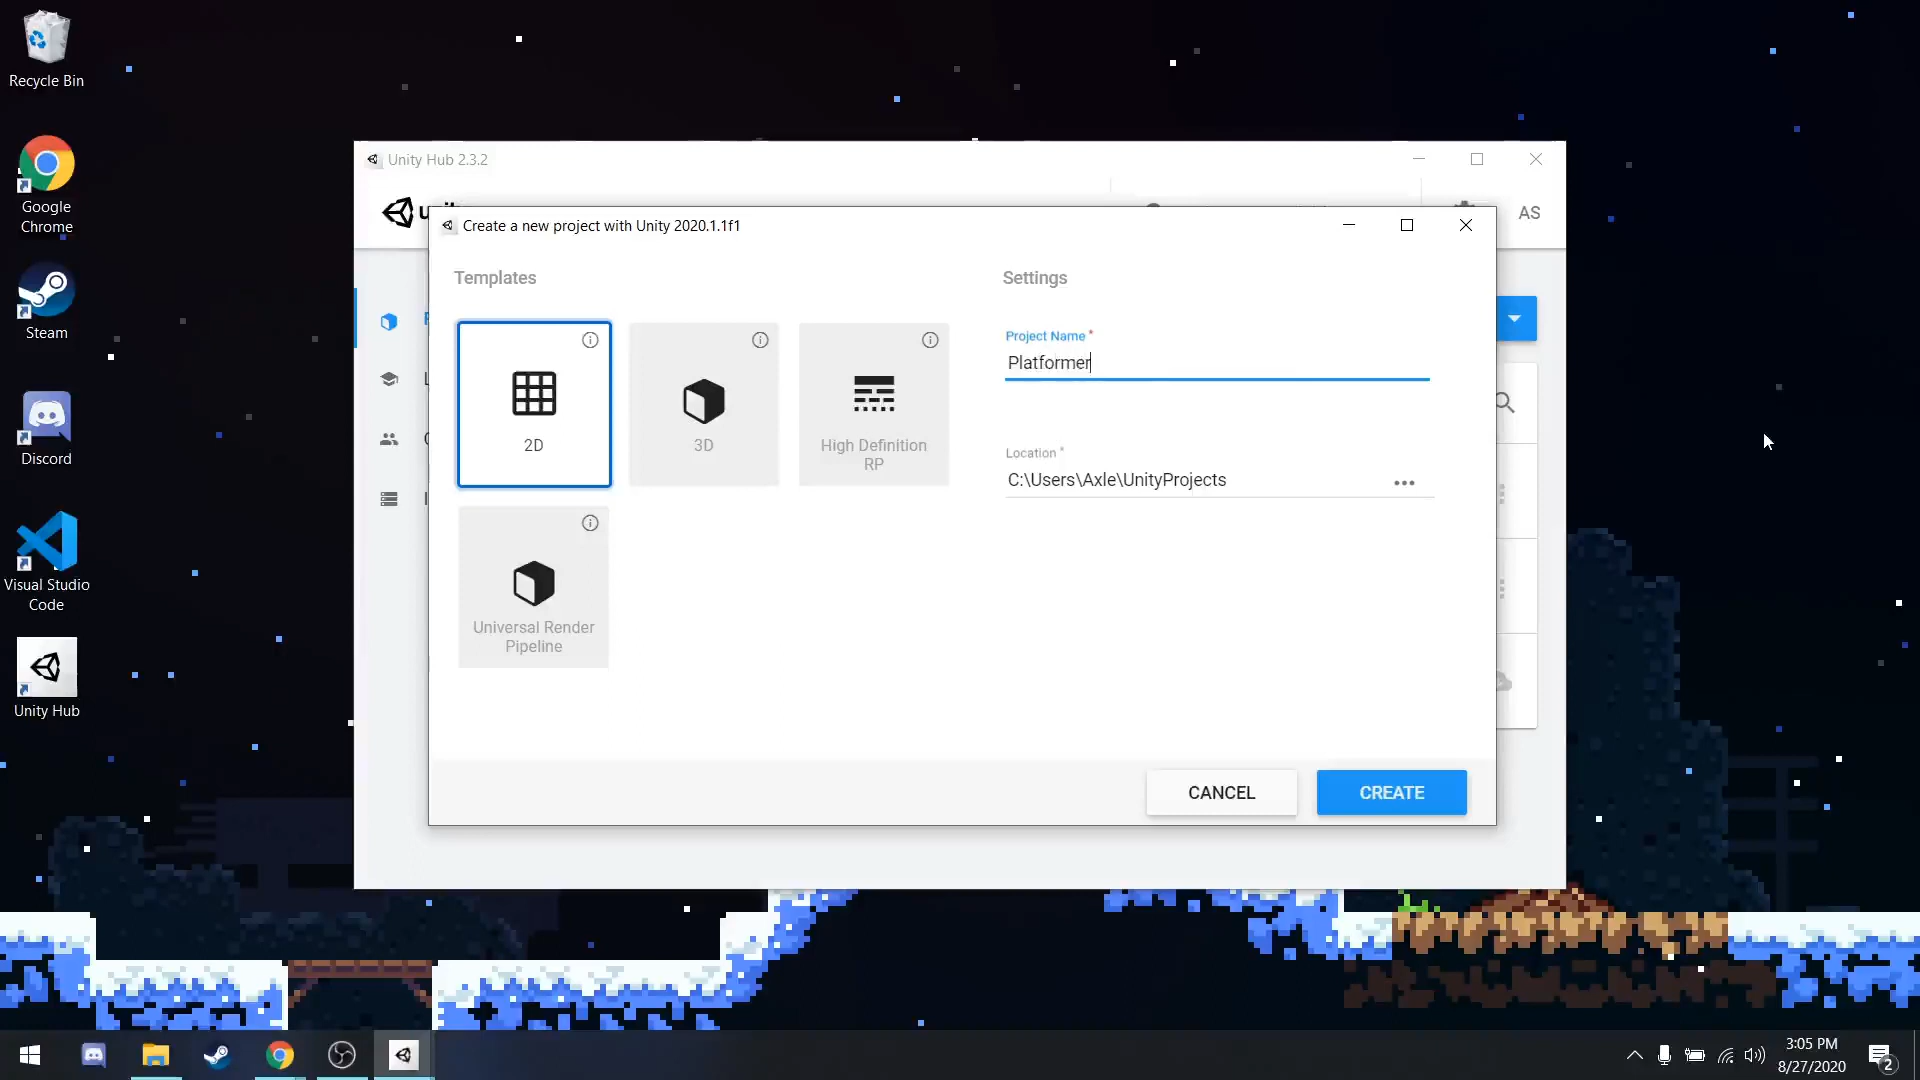 Recycle Bin
Google
Chrome
Steam
Discord
Visual Studio
Code
Unity Hub
Unity Hub 2.3.2
AS
Create a new project with Unity 2020.1.1f1
Templates
2D
3D
High Definition
RP
Universal Render
Pipeline
Settings
Project Name *
Platformer
Location *
C:\Users\Axle\UnityProjects
CANCEL
CREATE
3:05 PM
8/27/2020
2